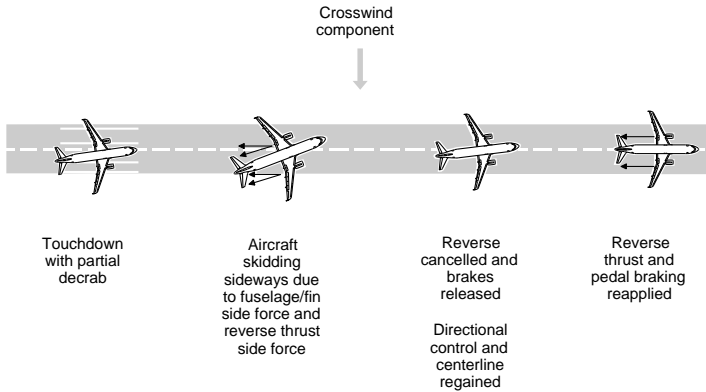 Crosswind
component
Touchdown
with partial
decrab
Aircraft
skidding
sideways due
to fuselage/fin
side force and
reverse thrust
side force
Reverse
cancelled and
brakes
released
Directional
control and
centerline
regained
Reverse
thrust and
pedal braking
reapplied